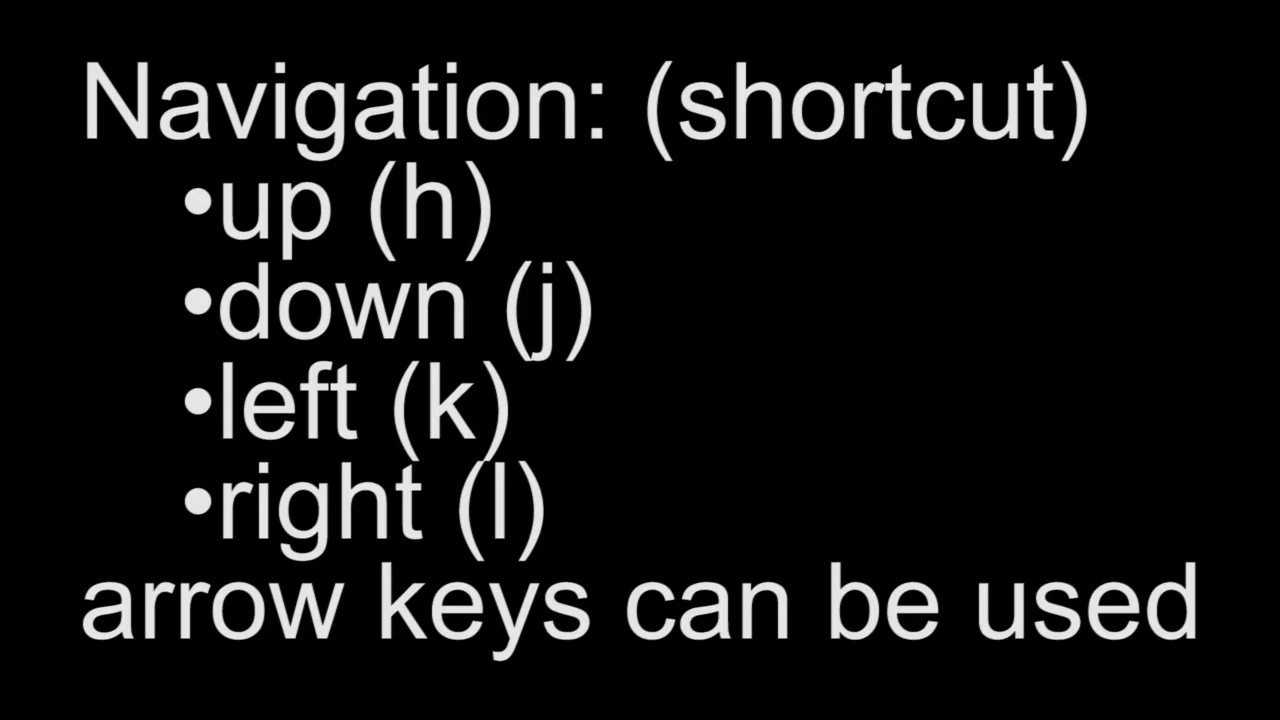 Navigation: (shortcut)
•up (h)
•down (j)
•left (k)
•right (l)
arrow keys can be used